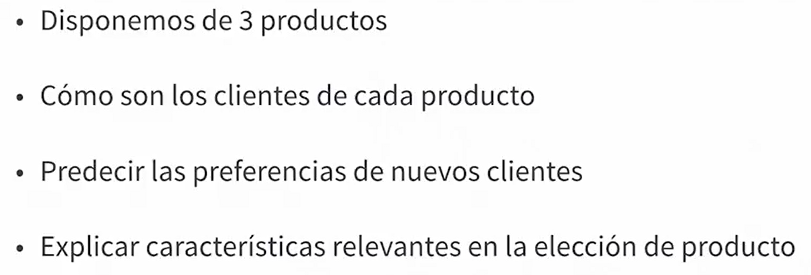 • Disponemos de 3 productos
• Cómo son los clientes de cada producto
• Predecir las preferencias de nuevos clientes
• Explicar características relevantes en la elección de producto